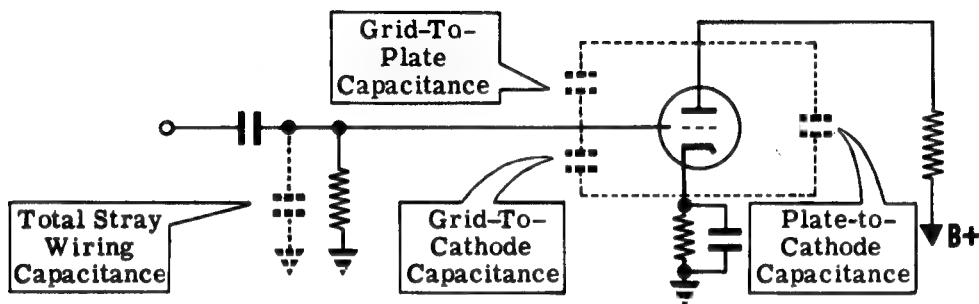 Grid-To-
Plate
Capacitance
Total Stray
Wiring
Capacitance
Grid-To-
Cathode
Capacitance
Plate-to-
Cathode
Capacitance
B+